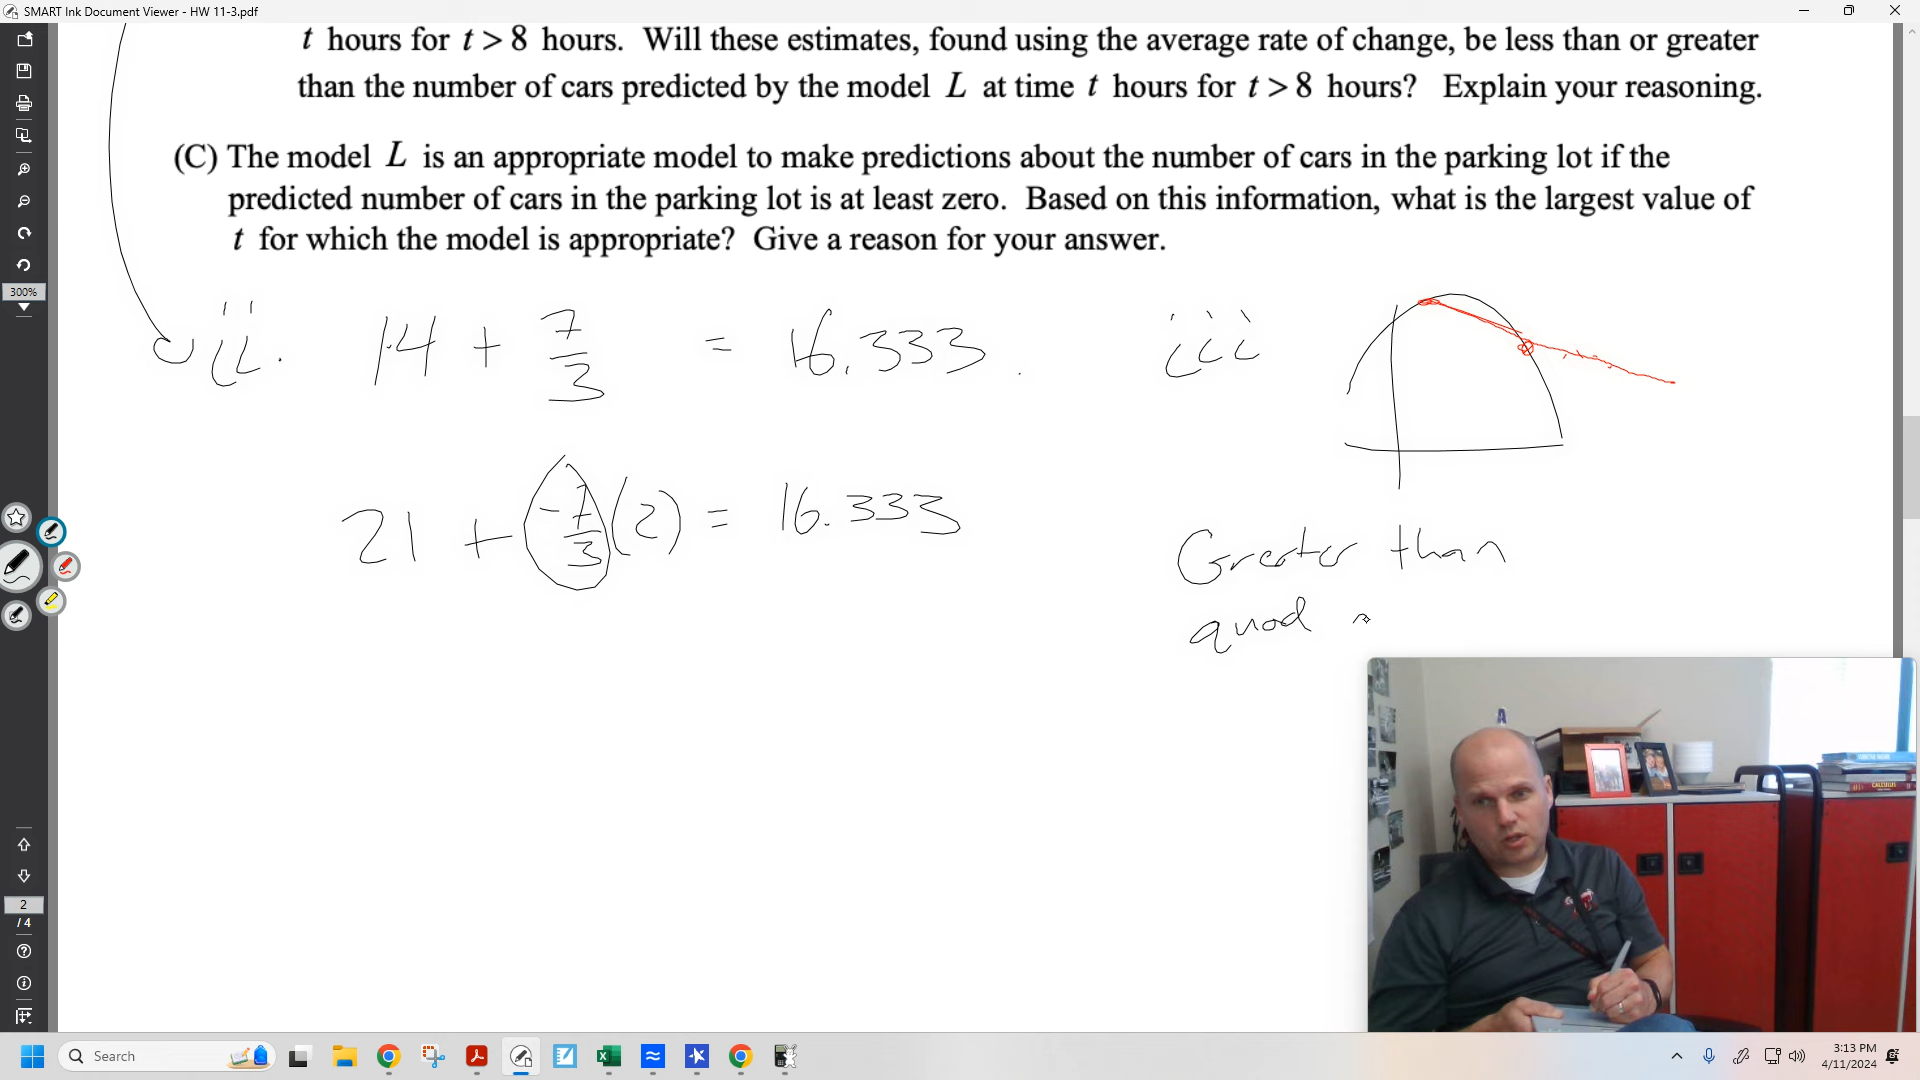 SMART Ink Document Viewer - HW 11-3.pdf
t hours for t > 8 hours. Will these estimates, found using the average rate of change, be less than or greater
than the number of cars predicted by the model L at time t hours for t > 8 hours? Explain your reasoning.
(C) The model L is an appropriate model to make predictions about the number of cars in the parking lot if the
predicted number of cars in the parking lot is at least zero. Based on this information, what is the largest value of
t for which the model is appropriate? Give a reason for your answer.
300%
ii. 14 + 7/3 = 16.333
iii
21 + -7/3 (2) = 16.333
Greater than
quad
2
/ 4
CALCULUS
Search
3:13 PM
4/11/2024